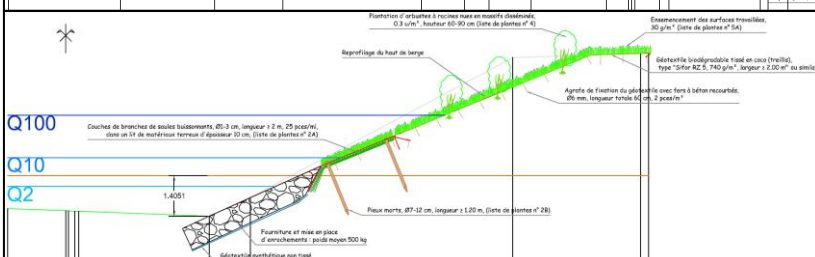 Plantation d'arbustes à racines nues en massifs disséminés,
0.3 u/m², hauteur 60-90 cm (liste de plantes n° 4)
Ensemencement des surfaces travaillées,
30 g/m² (liste de plantes n° 5A)
Reprofilage du haut de berge
Géotextile biodégradable tissé en coco (treillis),
type "Sifor RZ 5, 740 g/m², largeur ≥ 2.00 m" ou simila
Agrafe de fixation du géotextile avec fers à béton recourbés,
Ø6 mm, longueur totale 60 cm, 2 pces/m²
Q100
Couches de branches de saules buissonnants, Ø1-3 cm, longueur ≥ 2 m, 25 pces/ml,
dans un lit de matériaux terreux d'épaisseur 10 cm, (liste de plantes n° 2A)
Q10
Q2
1.4051
Pieux morts, Ø7-12 cm, longueur ≥ 1.20 m, (liste de plantes n° 2B)
Fourniture et mise en place
d'enrochements : poids moyen 500 kg
Géotextile synthétique non tissé